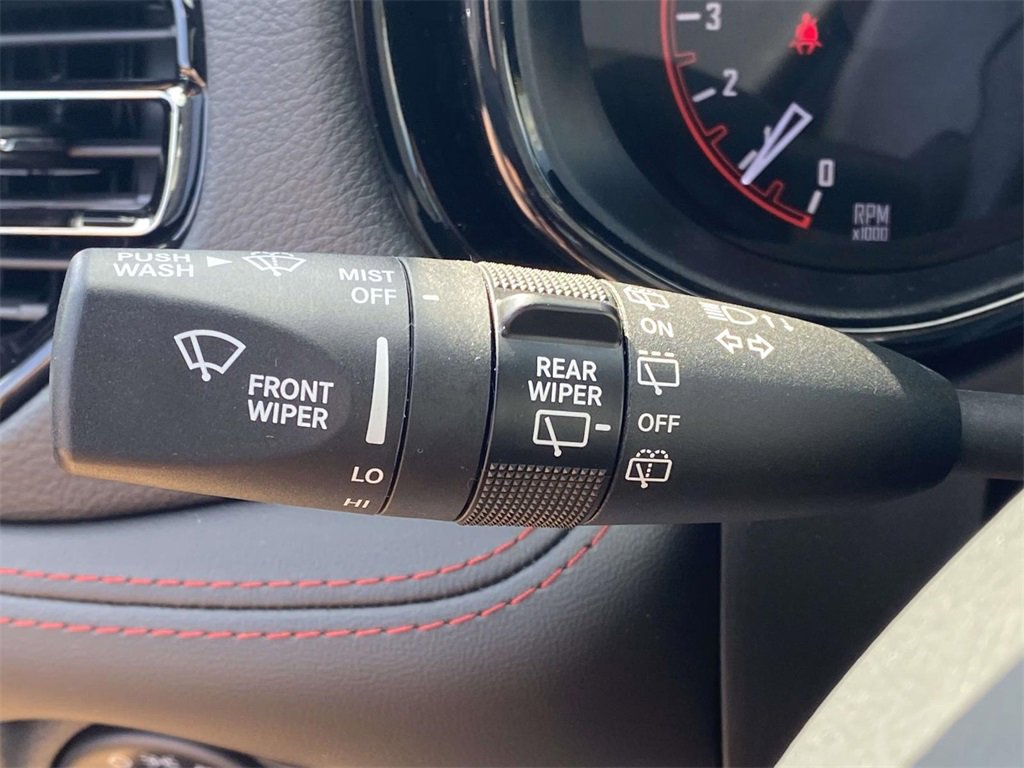 PUSH
WASH
MIST
OFF
FRONT
WIPER
LO
HI
REAR
WIPER
ON
OFF
3
2
0
RPM
x1000